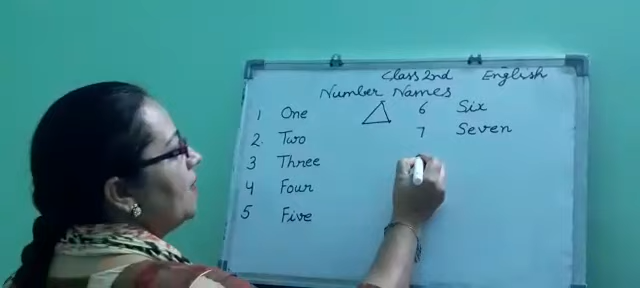 Class 2nd English
Number Names
1 One
2. Two
3 Three
4 Four
5 Five
6 Six
7 Seven